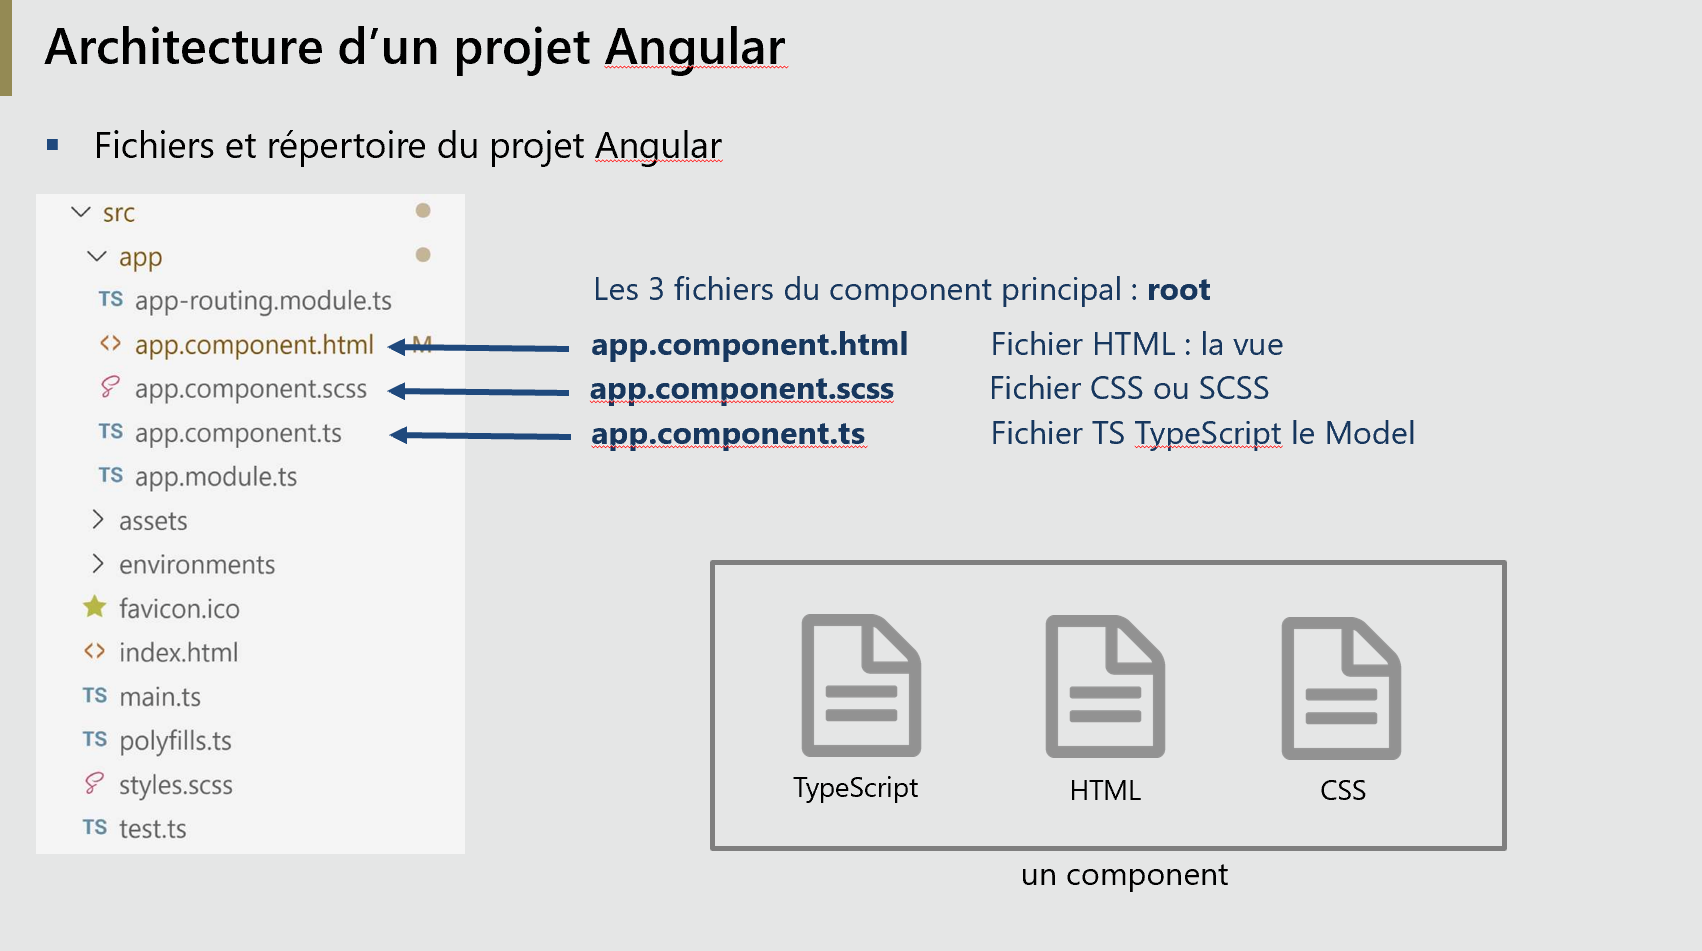 Architecture d’un projet Angular
▪ Fichiers et répertoire du projet Angular
src
app
TS app-routing.module.ts
<> app.component.html M
app.component.scss
TS app.component.ts
TS app.module.ts
assets
environments
favicon.ico
<> index.html
TS main.ts
TS polyfills.ts
styles.scss
TS test.ts
Les 3 fichiers du component principal : root
app.component.html Fichier HTML : la vue
app.component.scss Fichier CSS ou SCSS
app.component.ts Fichier TS TypeScript le Model
TypeScript HTML CSS
un component